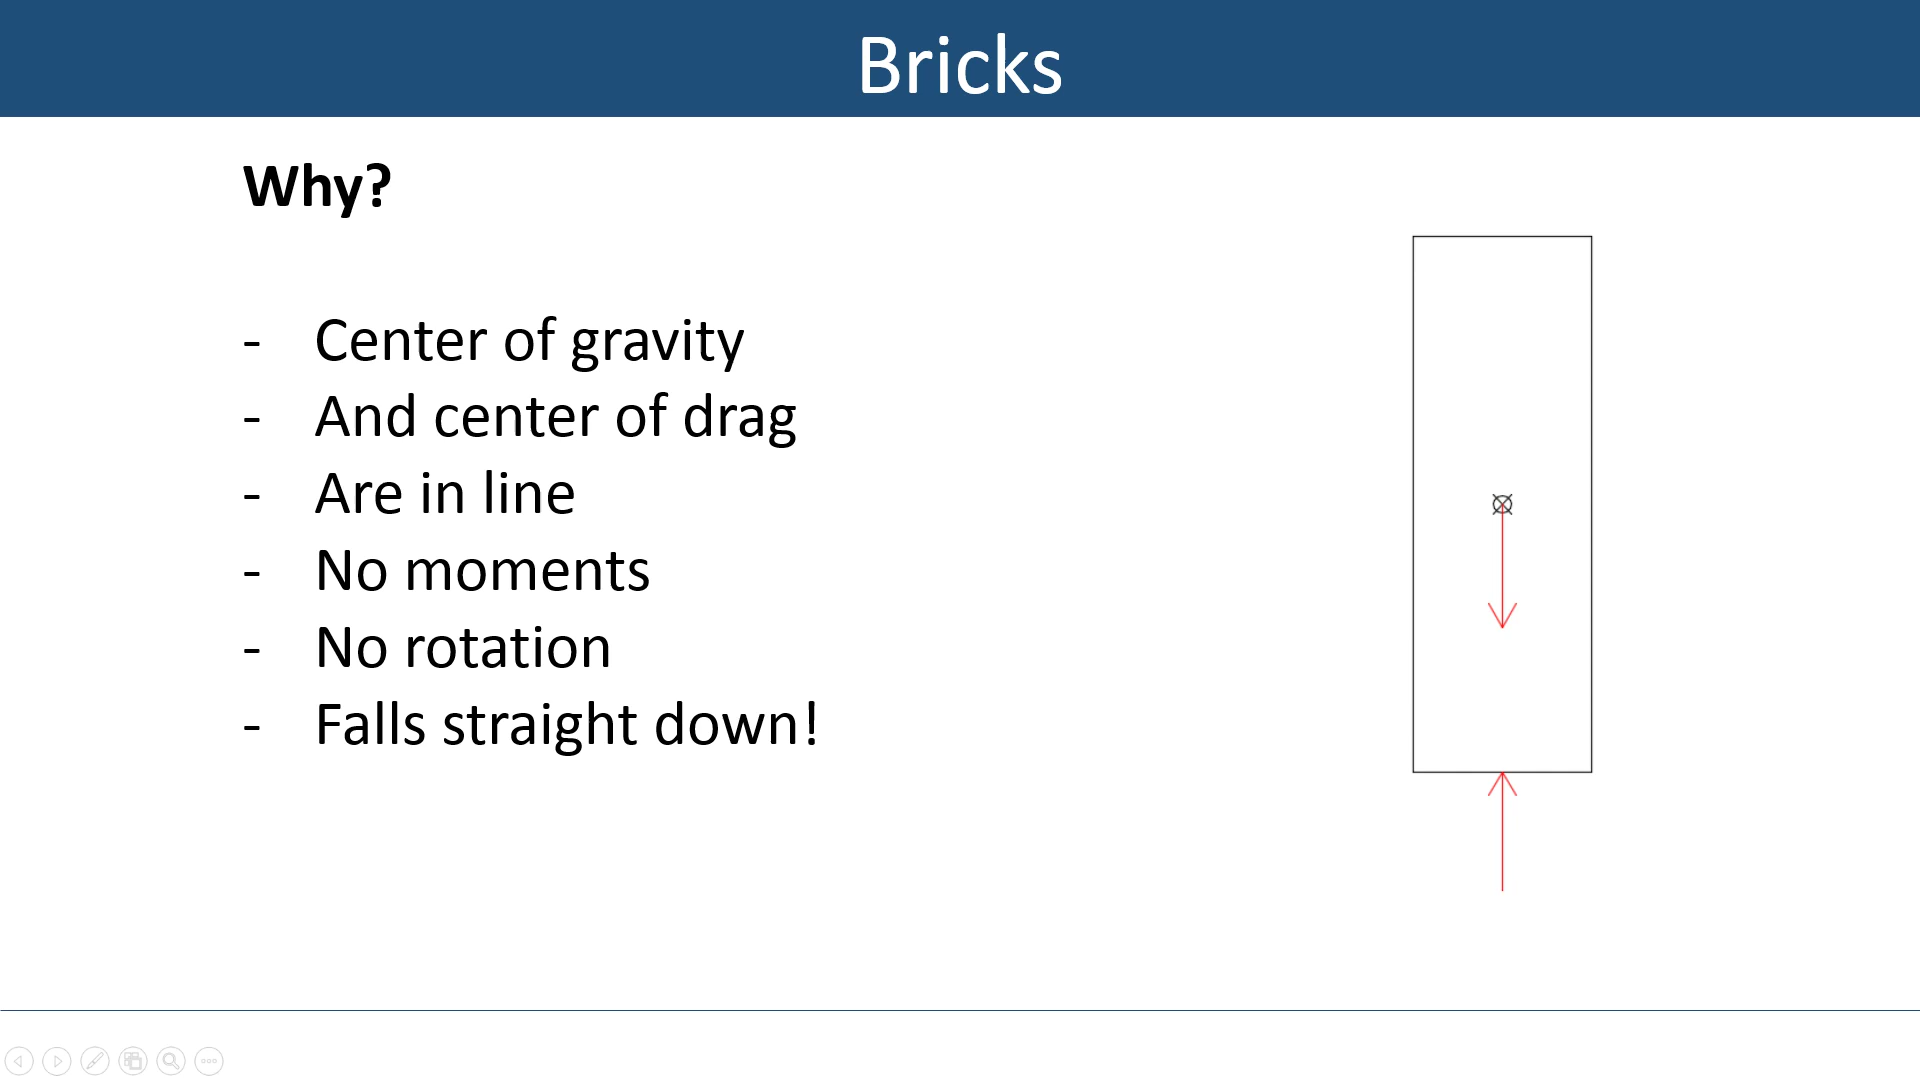 Bricks
Why?
- Center of gravity
- And center of drag
- Are in line
- No moments
- No rotation
- Falls straight down!